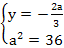 y = −2a/3
a² = 36